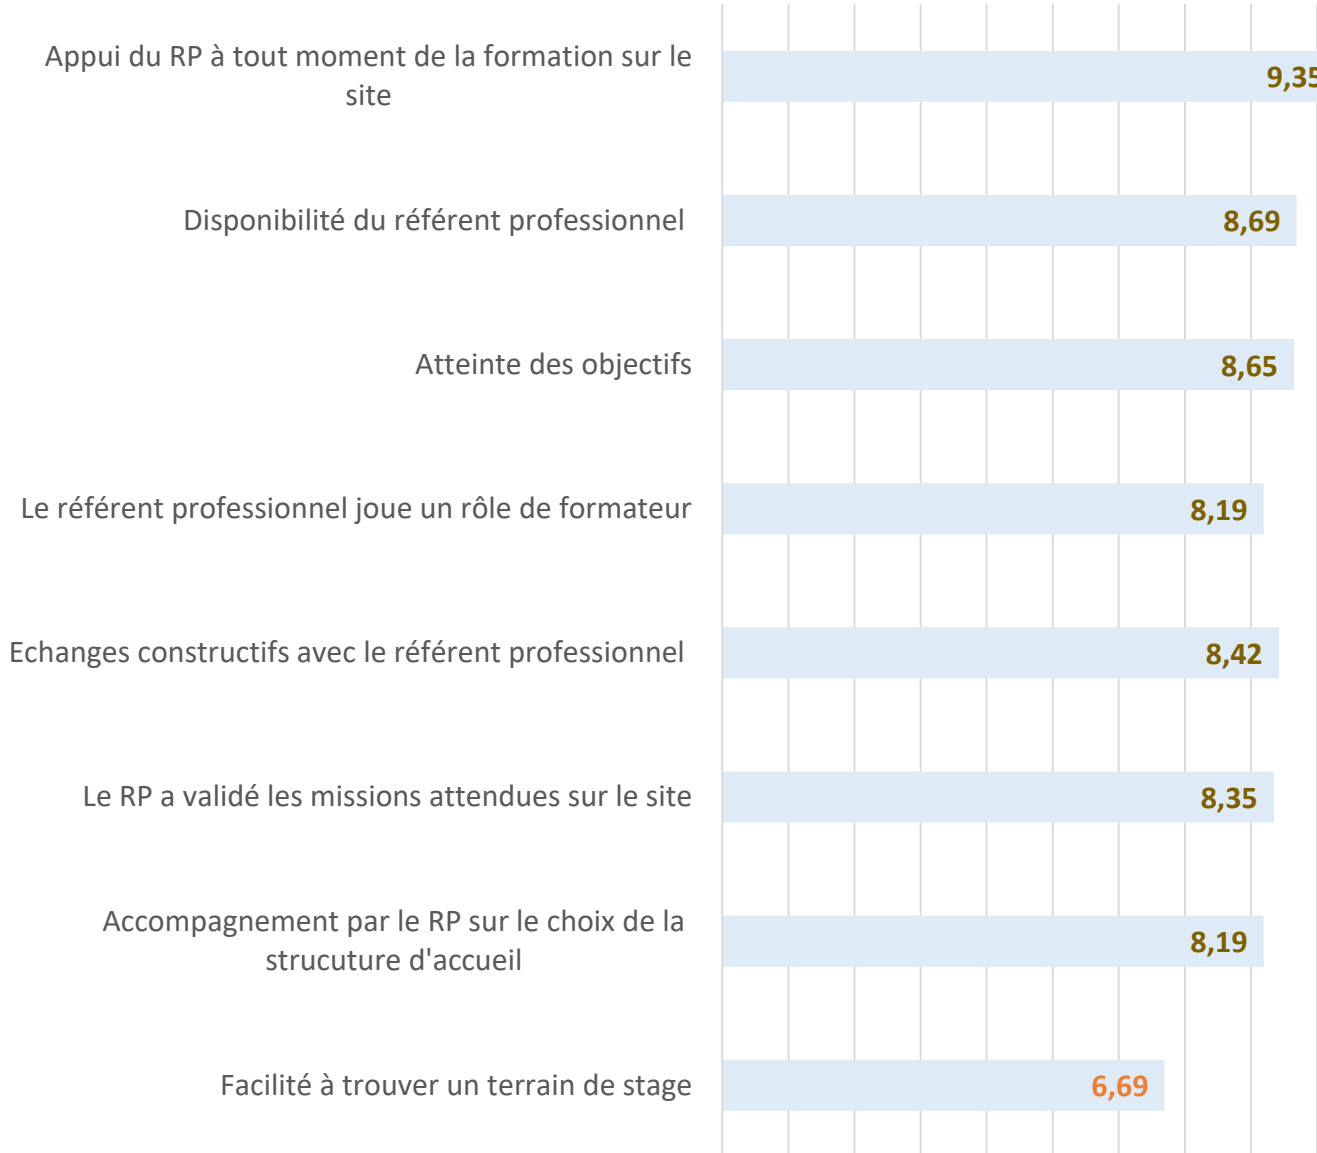 Appui du RP à tout moment de la formation sur le
site
9,35
Disponibilité du référent professionnel
8,69
Atteinte des objectifs
8,65
Le référent professionnel joue un rôle de formateur
8,19
Echanges constructifs avec le référent professionnel
8,42
Le RP a validé les missions attendues sur le site
8,35
Accompagnement par le RP sur le choix de la
strucuture d'accueil
8,19
Facilité à trouver un terrain de stage
6,69